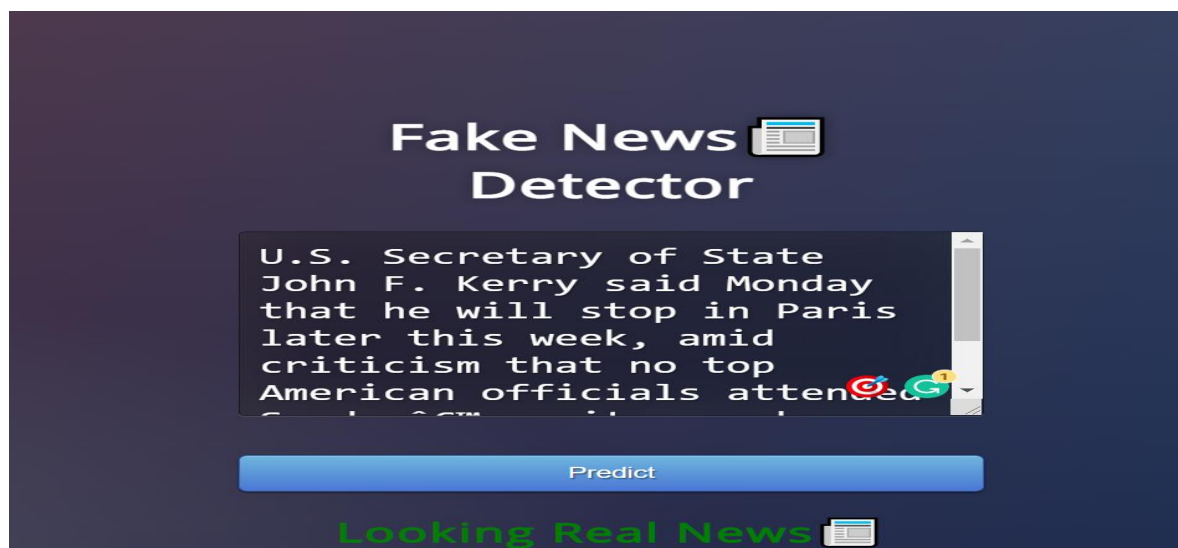 Fake News
Detector
U.S. Secretary of State
John F. Kerry said Monday
that he will stop in Paris
later this week, amid
criticism that no top
American officials attended
1
Predict
Looking Real News